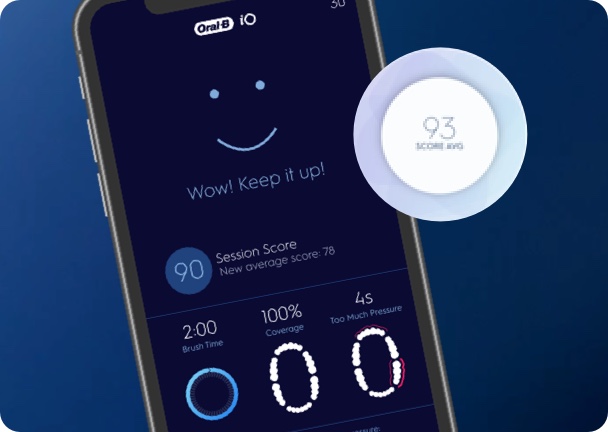 30
Oral-B iO
93
SCORE AVG
Wow! Keep it up!
90
Session Score
New average score: 78
2:00
Brush Time
100%
Coverage
4s
Too Much Pressure